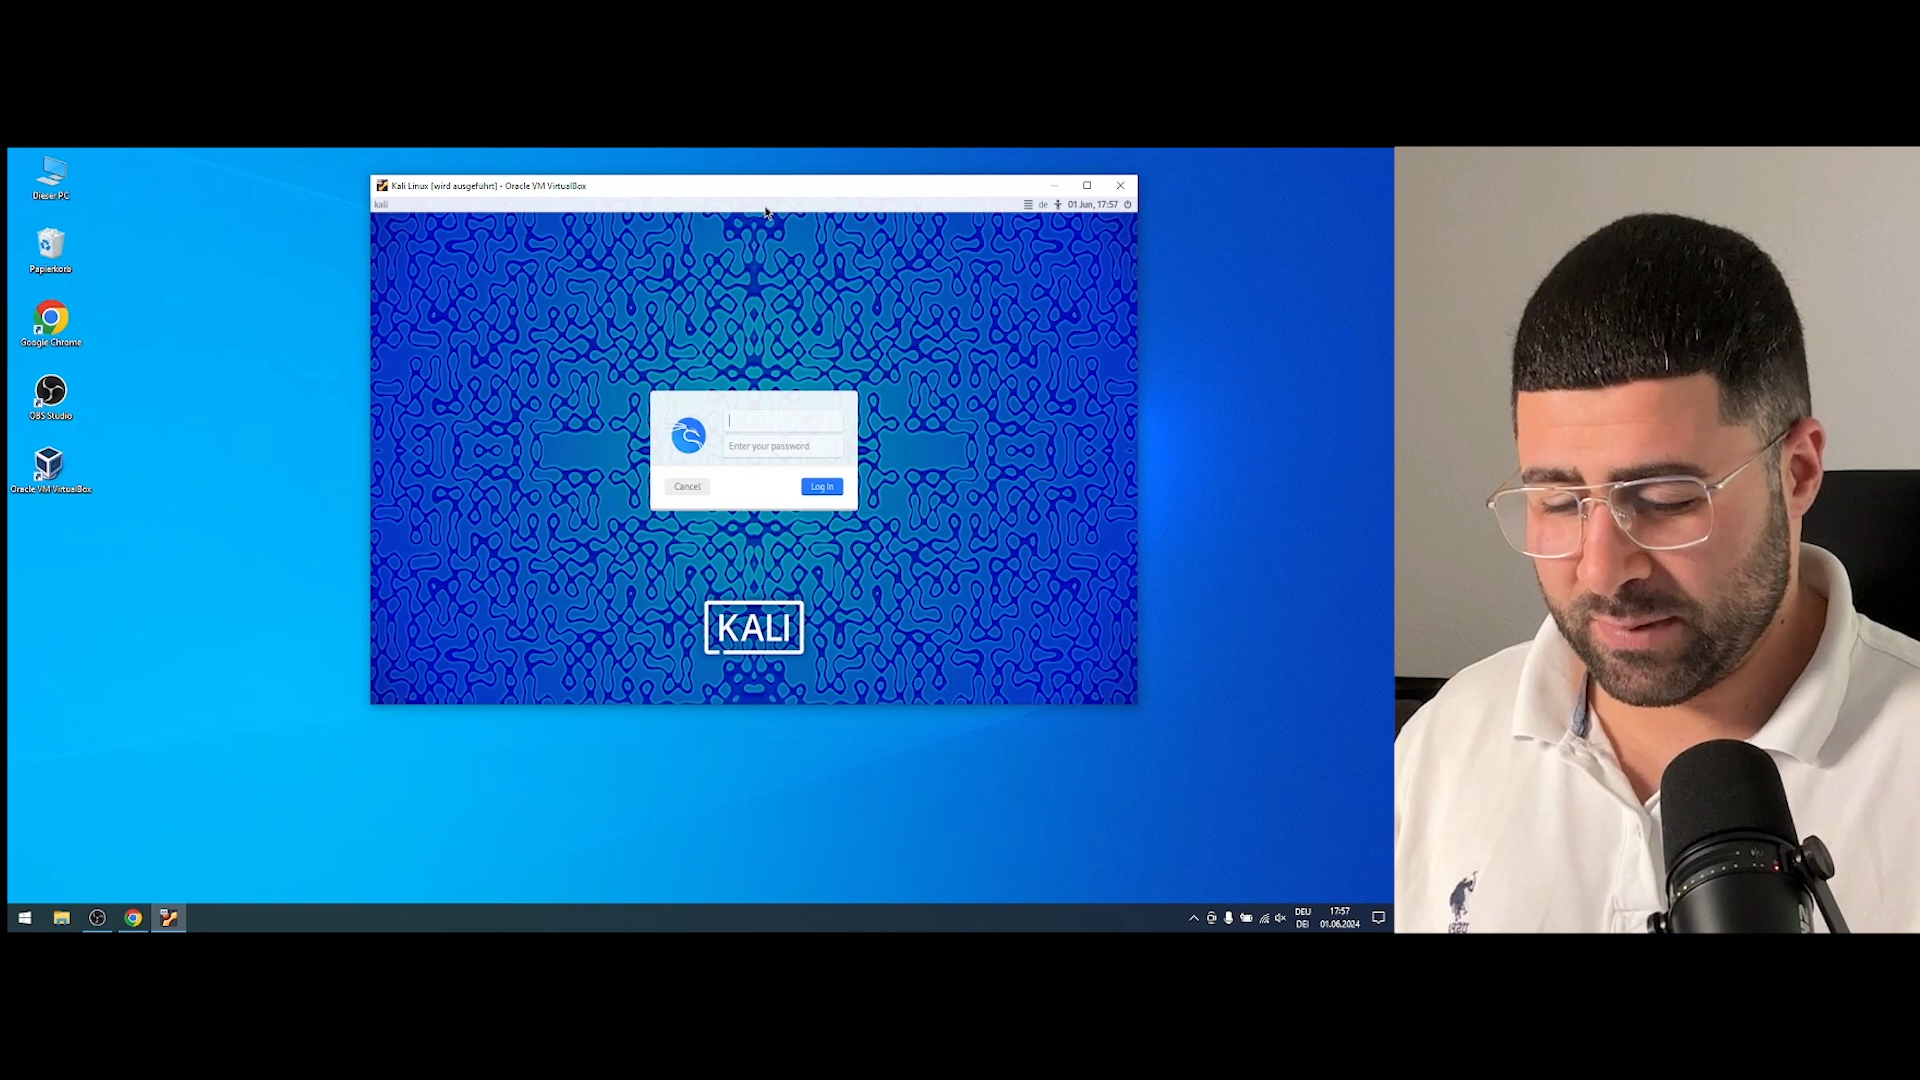 Kali Linux [wird ausgeführt] - Oracle VM VirtualBox
kali
de
01 Jun, 17:57
Dieser PC
Papierkorb
Google Chrome
OBS Studio
Oracle VM VirtualBox
Enter your password
Cancel
Log In
KALI
DEU
DEI
17:57
01.06.2024